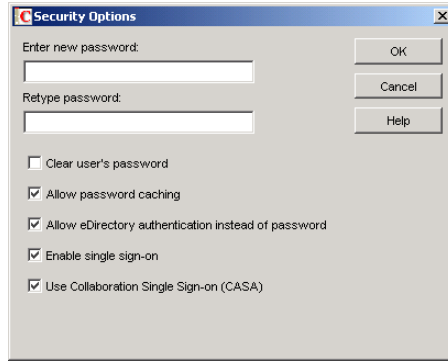 Security Options
Enter new password:
OK
Cancel
Retype password:
Help
Clear user's password
Allow password caching
Allow eDirectory authentication instead of password
Enable single sign-on
Use Collaboration Single Sign-on (CASA)